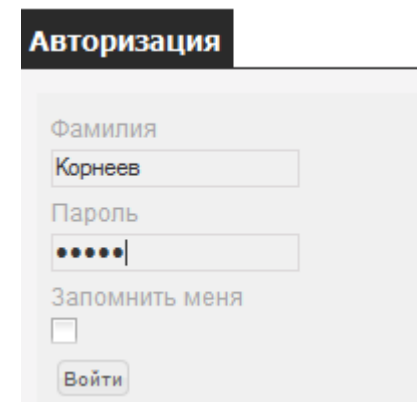 Авторизация
Фамилия
Корнеев
Пароль
•••••
Запомнить меня
Войти